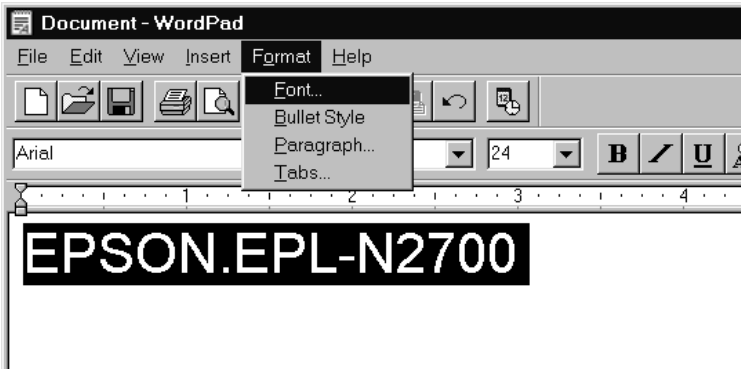 Document - WordPad
File Edit View Insert Format Help
Font...
Bullet Style
Paragraph...
Tabs...
Arial 24 B / U
1 2 3 4
EPSON.EPL-N2700